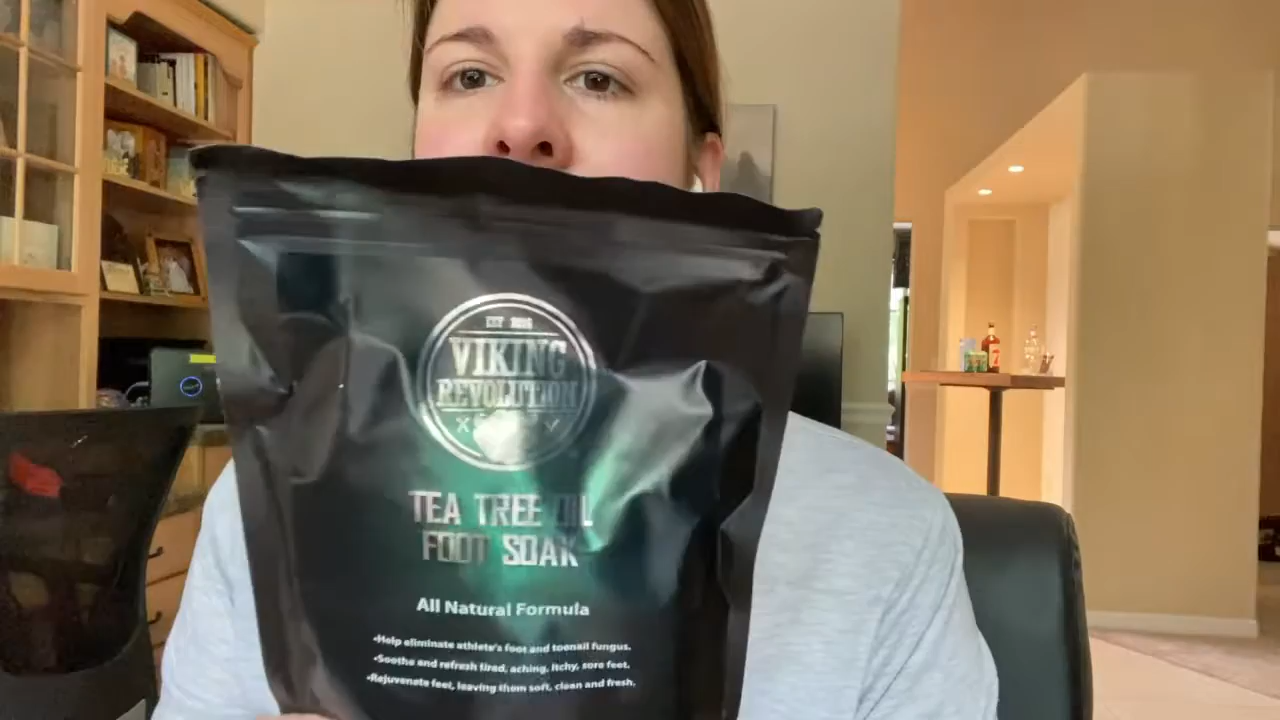 VIKING
REVOLUTION
TEA TREE OIL
FOOT SOAK
All Natural Formula
•Help eliminate athlete's foot and toenail fungus.
•Soothe and refresh tired, aching, itchy, sore feet.
•Rejuvenate feet, leaving them soft, clean and fresh.